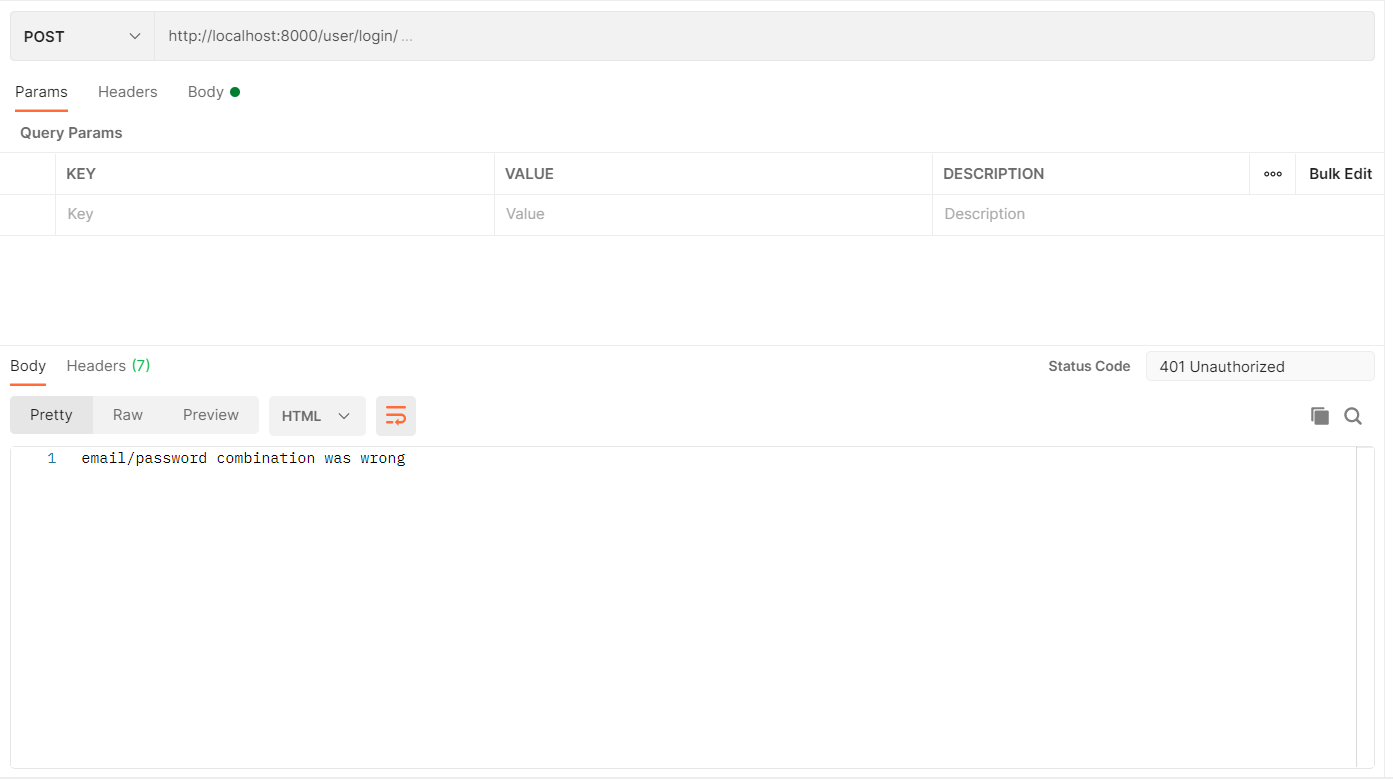 POST http://localhost:8000/user/login/ ...
Params Headers Body
Query Params
KEY VALUE DESCRIPTION Bulk Edit
Key Value Description
Body Headers (7) Status Code 401 Unauthorized
Pretty Raw Preview HTML
1 email/password combination was wrong